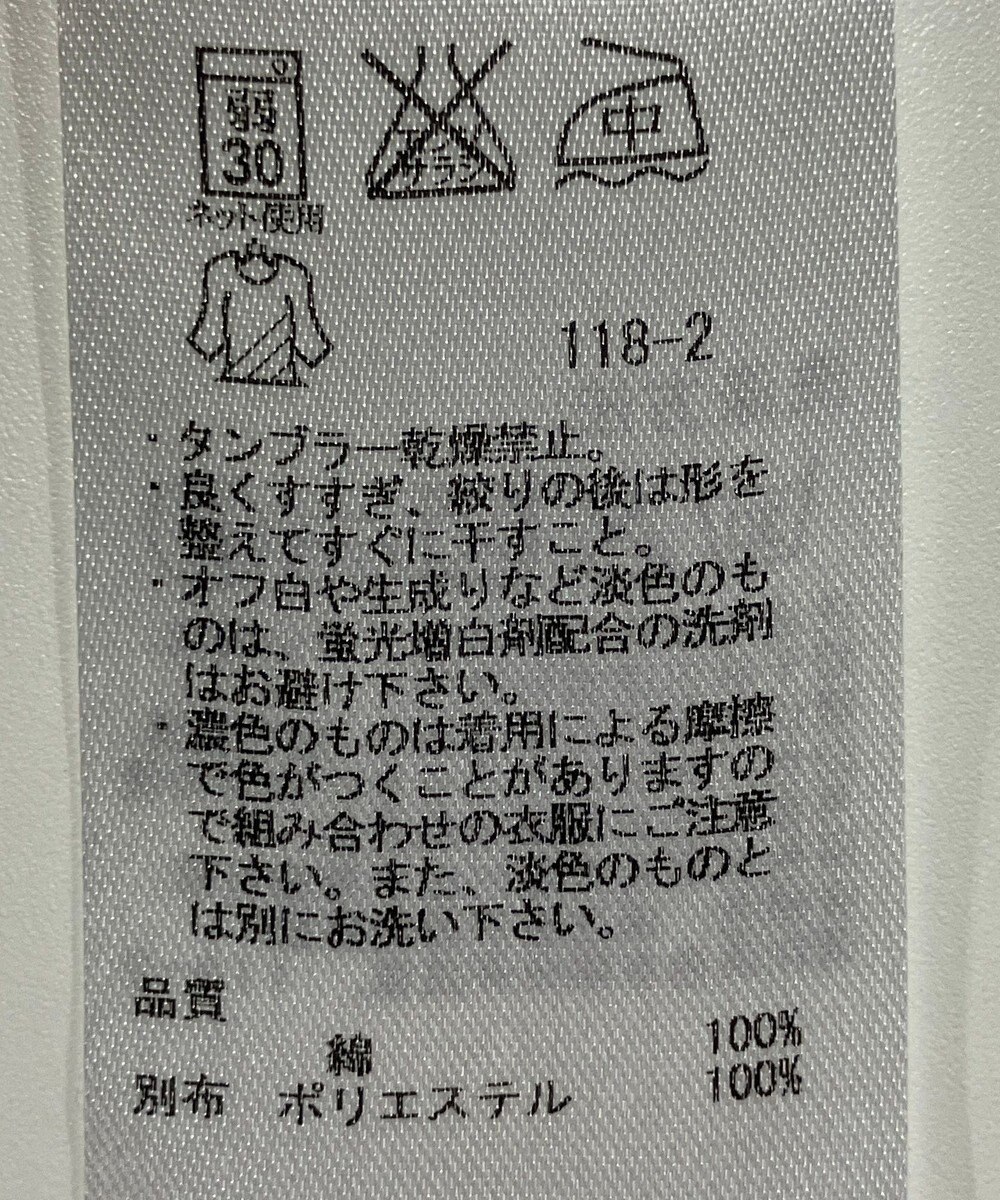 弱
30
ネット使用
エンソ
サラシ
中
118-2
・タンブラー乾燥禁止。
・良くすすぎ、絞りの後は形を
整えてすぐに干すこと。
・オフ白や生成りなど淡色のも
のは、蛍光増白剤配合の洗剤
はお避け下さい。
・濃色のものは着用による摩擦
で色がつくことがありますの
で組み合わせの衣服にご注意
下さい。また、淡色のものと
は別にお洗い下さい。
品質
綿 100%
別布 ポリエステル 100%